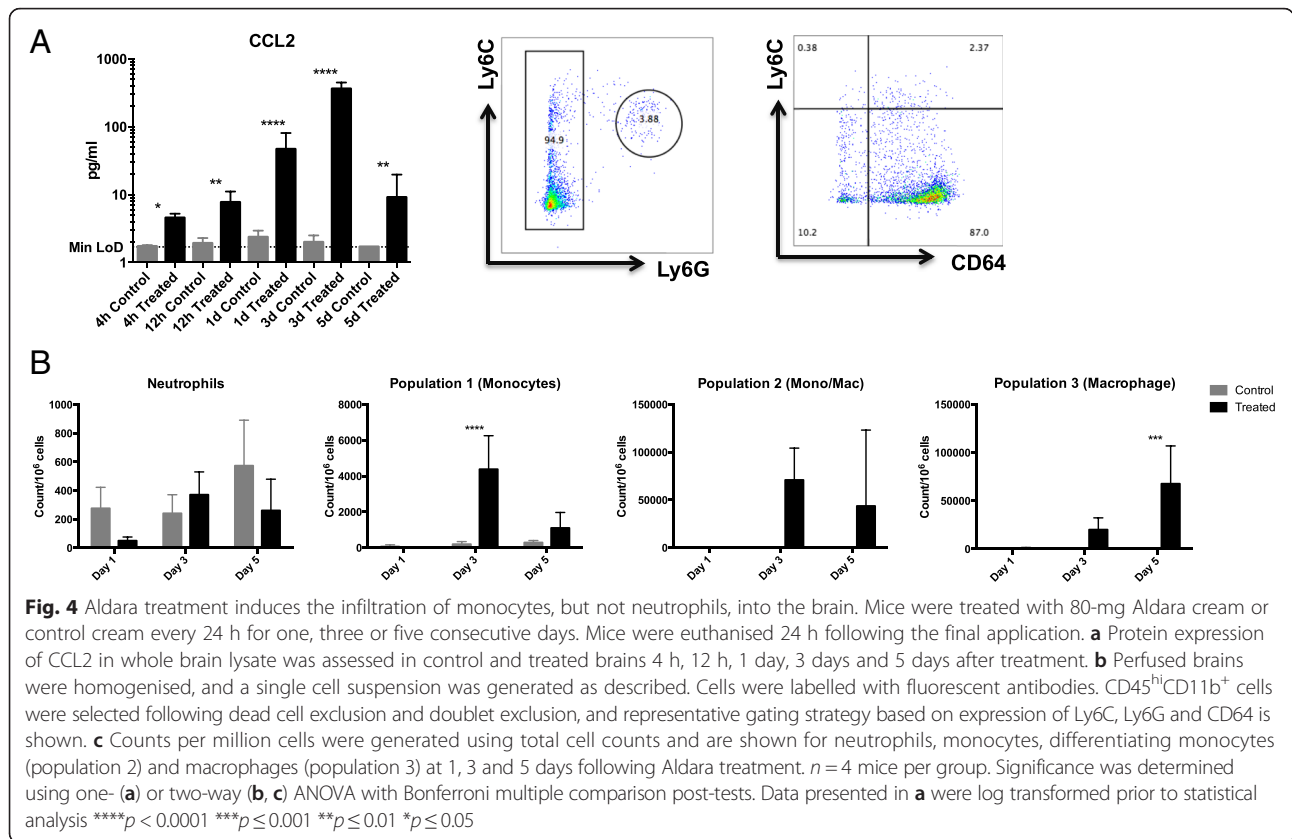 A
CCL2
1000
100
10
Min LoD
1
pg/ml
*
**
****
****
**
4h Control
4h Treated
12h Control
12h Treated
1d Control
1d Treated
3d Control
3d Treated
5d Control
5d Treated
Ly6C
94.9
3.88
Ly6G
Ly6C
0.38
2.37
10.2
87.0
CD64
B
Neutrophils
Count/10⁶ cells
1000
800
600
400
200
0
Day 1
Day 3
Day 5
Population 1 (Monocytes)
Count/10⁶ cells
8000
6000
4000
2000
0
****
Day 1
Day 3
Day 5
Population 2 (Mono/Mac)
Count/10⁶ cells
150000
100000
50000
0
Day 1
Day 3
Day 5
Population 3 (Macrophage)
Count/10⁶ cells
150000
100000
50000
0
***
Day 1
Day 3
Day 5
Control
Treated
Fig. 4 Aldara treatment induces the infiltration of monocytes, but not neutrophils, into the brain. Mice were treated with 80-mg Aldara cream or
control cream every 24 h for one, three or five consecutive days. Mice were euthanised 24 h following the final application. a Protein expression
of CCL2 in whole brain lysate was assessed in control and treated brains 4 h, 12 h, 1 day, 3 days and 5 days after treatment. b Perfused brains
were homogenised, and a single cell suspension was generated as described. Cells were labelled with fluorescent antibodies. CD45ʰⁱCD11b⁺ cells
were selected following dead cell exclusion and doublet exclusion, and representative gating strategy based on expression of Ly6C, Ly6G and CD64 is
shown. c Counts per million cells were generated using total cell counts and are shown for neutrophils, monocytes, differentiating monocytes
(population 2) and macrophages (population 3) at 1, 3 and 5 days following Aldara treatment. n = 4 mice per group. Significance was determined
using one- (a) or two-way (b, c) ANOVA with Bonferroni multiple comparison post-tests. Data presented in a were log transformed prior to statistical
analysis ****p < 0.0001 ***p ≤ 0.001 **p ≤ 0.01 *p ≤ 0.05